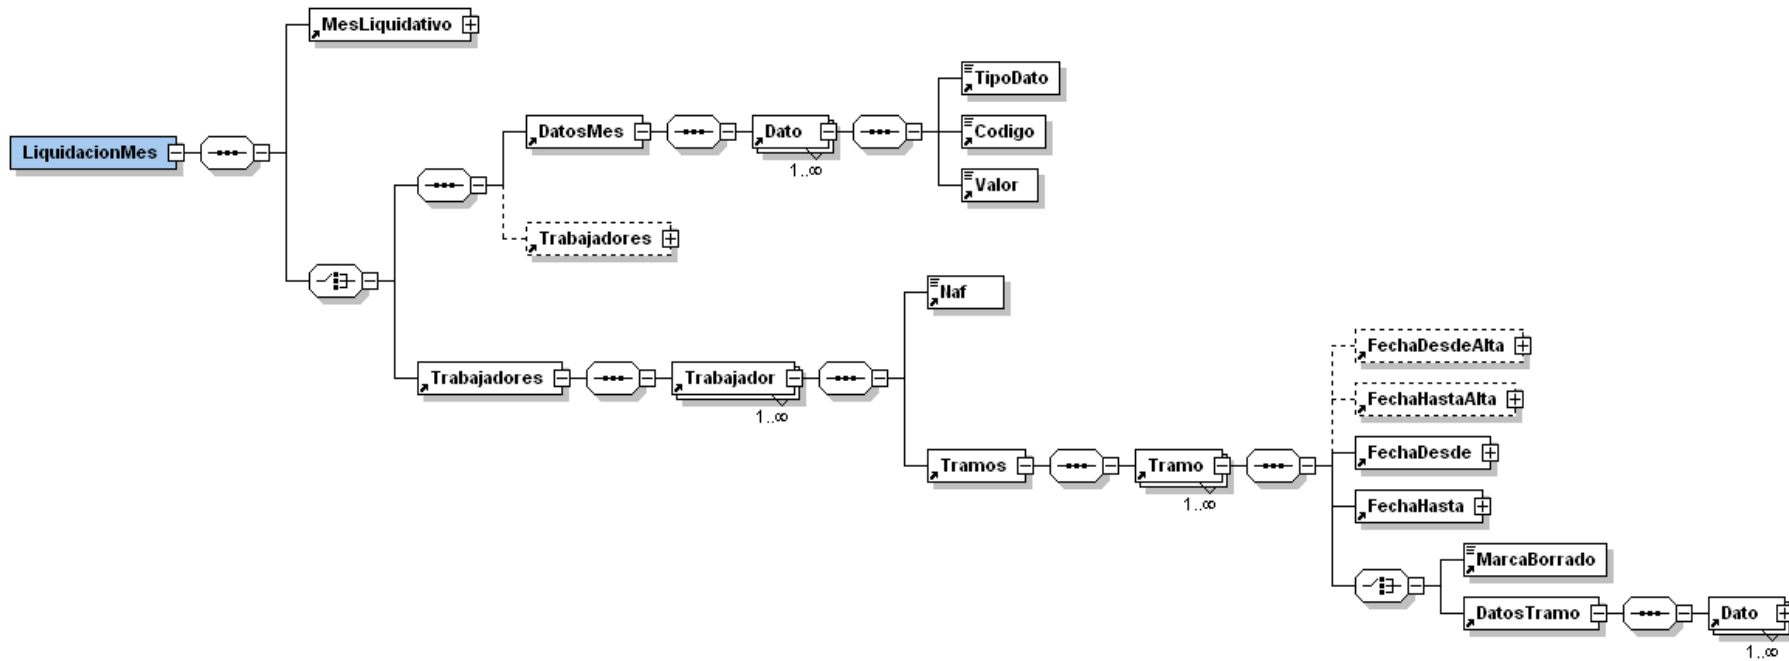 MesLiquidativo
TipoDato
DatosMes
Dato
1..∞
Codigo
LiquidacionMes
Valor
Trabajadores
Naf
Trabajadores
Trabajador
1..∞
FechaDesdeAlta
FechaHastaAlta
Tramos
Tramo
1..∞
FechaDesde
FechaHasta
MarcaBorrado
DatosTramo
Dato
1..∞